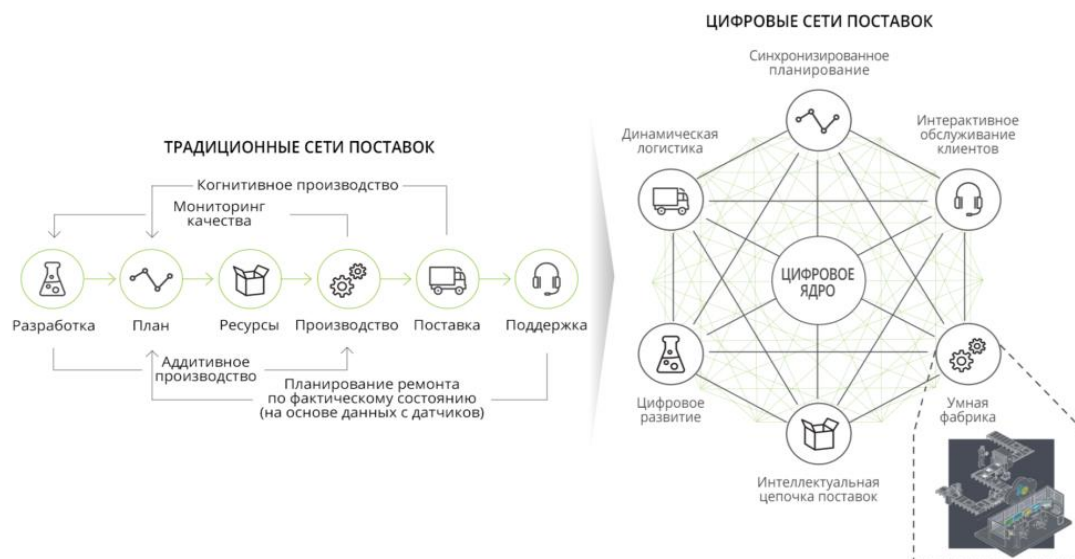 ТРАДИЦИОННЫЕ СЕТИ ПОСТАВОК
Когнитивное производство
Мониторинг
качества
Разработка
План
Ресурсы
Производство
Поставка
Поддержка
Аддитивное
производство
Планирование ремонта
по фактическому состоянию
(на основе данных с датчиков)
ЦИФРОВЫЕ СЕТИ ПОСТАВОК
Синхронизированное
планирование
Динамическая
логистика
Интерактивное
обслуживание
клиентов
ЦИФРОВОЕ
ЯДРО
Цифровое
развитие
Умная
фабрика
Интеллектуальная
цепочка поставок